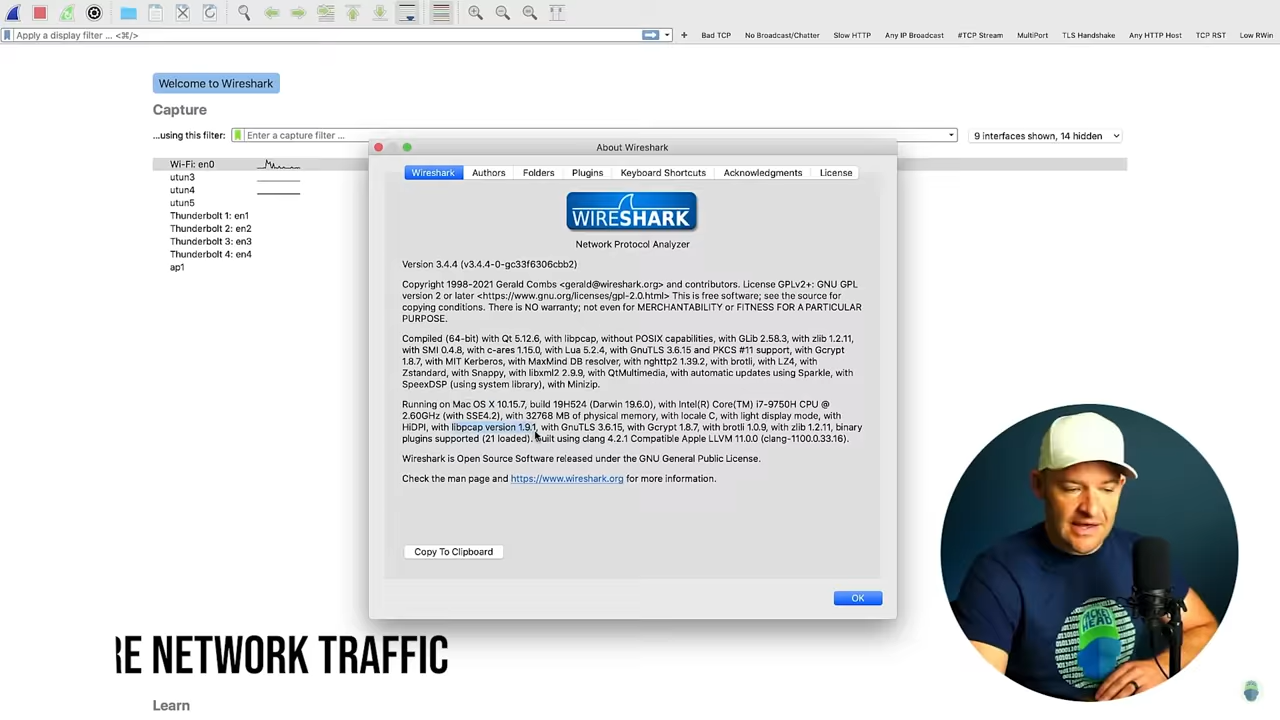 Apply a display filter ... <⌘/>
+
Bad TCP
No Broadcast/Chatter
Slow HTTP
Any IP Broadcast
#TCP Stream
MultiPort
TLS Handshake
Any HTTP Host
TCP RST
Low RWin
Welcome to Wireshark
Capture
...using this filter:
Enter a capture filter ...
9 interfaces shown, 14 hidden
Wi-Fi: en0
utun3
utun4
utun5
Thunderbolt 1: en1
Thunderbolt 2: en2
Thunderbolt 3: en3
Thunderbolt 4: en4
ap1
About Wireshark
Wireshark
Authors
Folders
Plugins
Keyboard Shortcuts
Acknowledgments
License
WIRESHARK
Network Protocol Analyzer
Version 3.4.4 (v3.4.4-0-gc33f6306cbb2)
Copyright 1998-2021 Gerald Combs <gerald@wireshark.org> and contributors. License GPLv2+: GNU GPL
version 2 or later <https://www.gnu.org/licenses/gpl-2.0.html> This is free software; see the source for
copying conditions. There is NO warranty; not even for MERCHANTABILITY or FITNESS FOR A PARTICULAR
PURPOSE.
Compiled (64-bit) with Qt 5.12.6, with libpcap, without POSIX capabilities, with GLib 2.58.3, with zlib 1.2.11,
with SMI 0.4.8, with c-ares 1.15.0, with Lua 5.2.4, with GnuTLS 3.6.15 and PKCS #11 support, with Gcrypt
1.8.7, with MIT Kerberos, with MaxMind DB resolver, with nghttp2 1.39.2, with brotli, with LZ4, with
Zstandard, with Snappy, with libxml2 2.9.9, with QtMultimedia, with automatic updates using Sparkle, with
SpeexDSP (using system library), with Minizip.
Running on Mac OS X 10.15.7, build 19H524 (Darwin 19.6.0), with Intel(R) Core(TM) i7-9750H CPU @
2.60GHz (with SSE4.2), with 32768 MB of physical memory, with locale C, with light display mode, with
HiDPI, with libpcap version 1.9.1, with GnuTLS 3.6.15, with Gcrypt 1.8.7, with brotli 1.0.9, with zlib 1.2.11, binary
plugins supported (21 loaded). Built using clang 4.2.1 Compatible Apple LLVM 11.0.0 (clang-1100.0.33.16).
Wireshark is Open Source Software released under the GNU General Public License.
Check the man page and https://www.wireshark.org for more information.
Copy To Clipboard
OK
RE NETWORK TRAFFIC
Learn